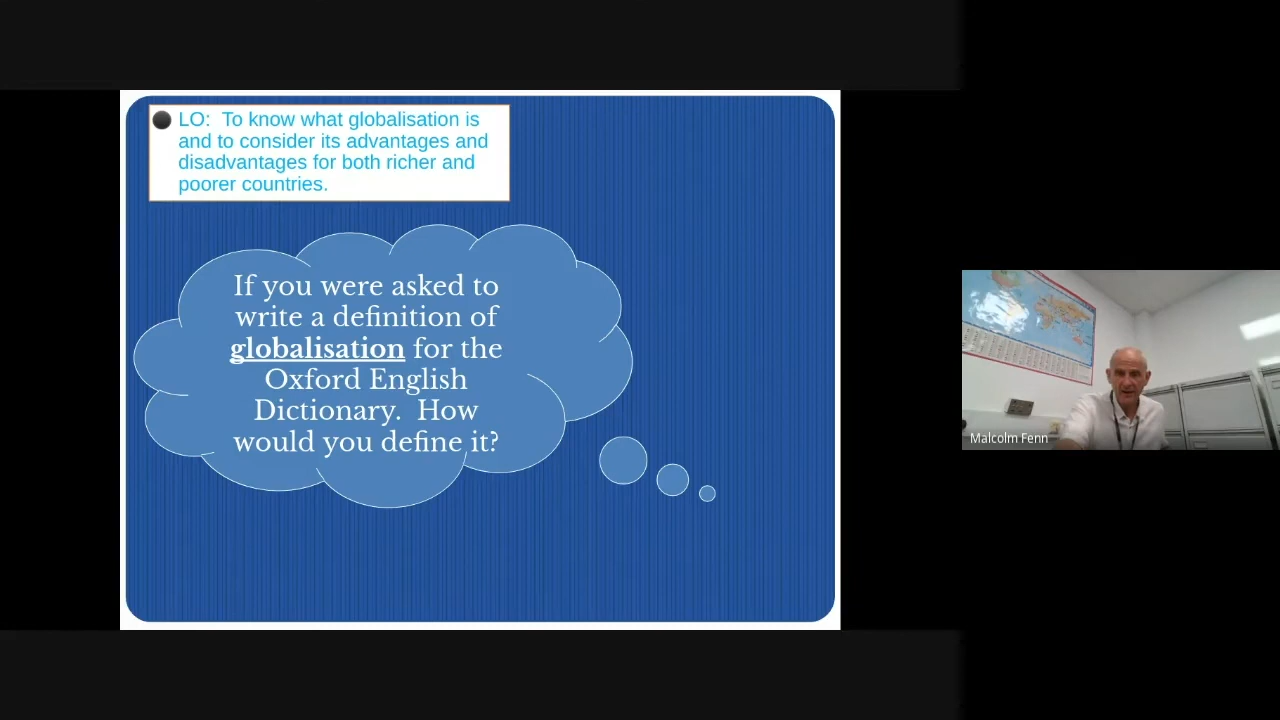 LO:  To know what globalisation is
and to consider its advantages and
disadvantages for both richer and
poorer countries.
If you were asked to
write a definition of
globalisation for the
Oxford English
Dictionary.  How
would you define it?
Malcolm Fenn